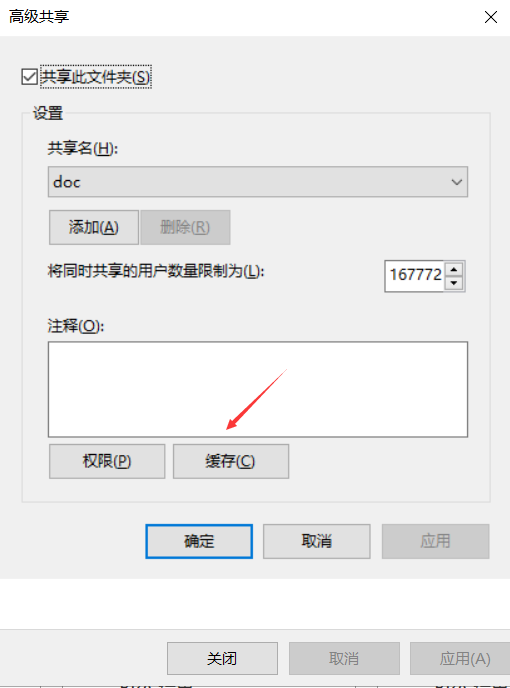 高级共享
共享此文件夹(S)
设置
共享名(H):
doc
添加(A) 删除(R)
将同时共享的用户数量限制为(L): 167772
注释(O):
权限(P) 缓存(C)
确定 取消 应用
关闭 取消 应用(A)